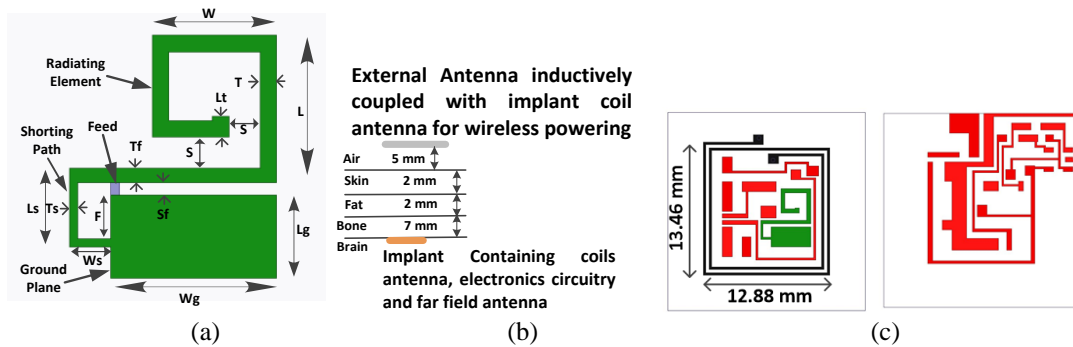 W
Radiating
Element
T
Lt
L
S
S
Feed
Shorting
Path
Tf
Ls
Ts
F
Sf
Lg
Ws
Ground
Plane
Wg
(a)
External Antenna inductively
coupled with implant coil
antenna for wireless powering
Air 5 mm
Skin 2 mm
Fat 2 mm
Bone 7 mm
Brain
Implant Containing coils
antenna, electronics circuitry
and far field antenna
(b)
13.46 mm
12.88 mm
(c)